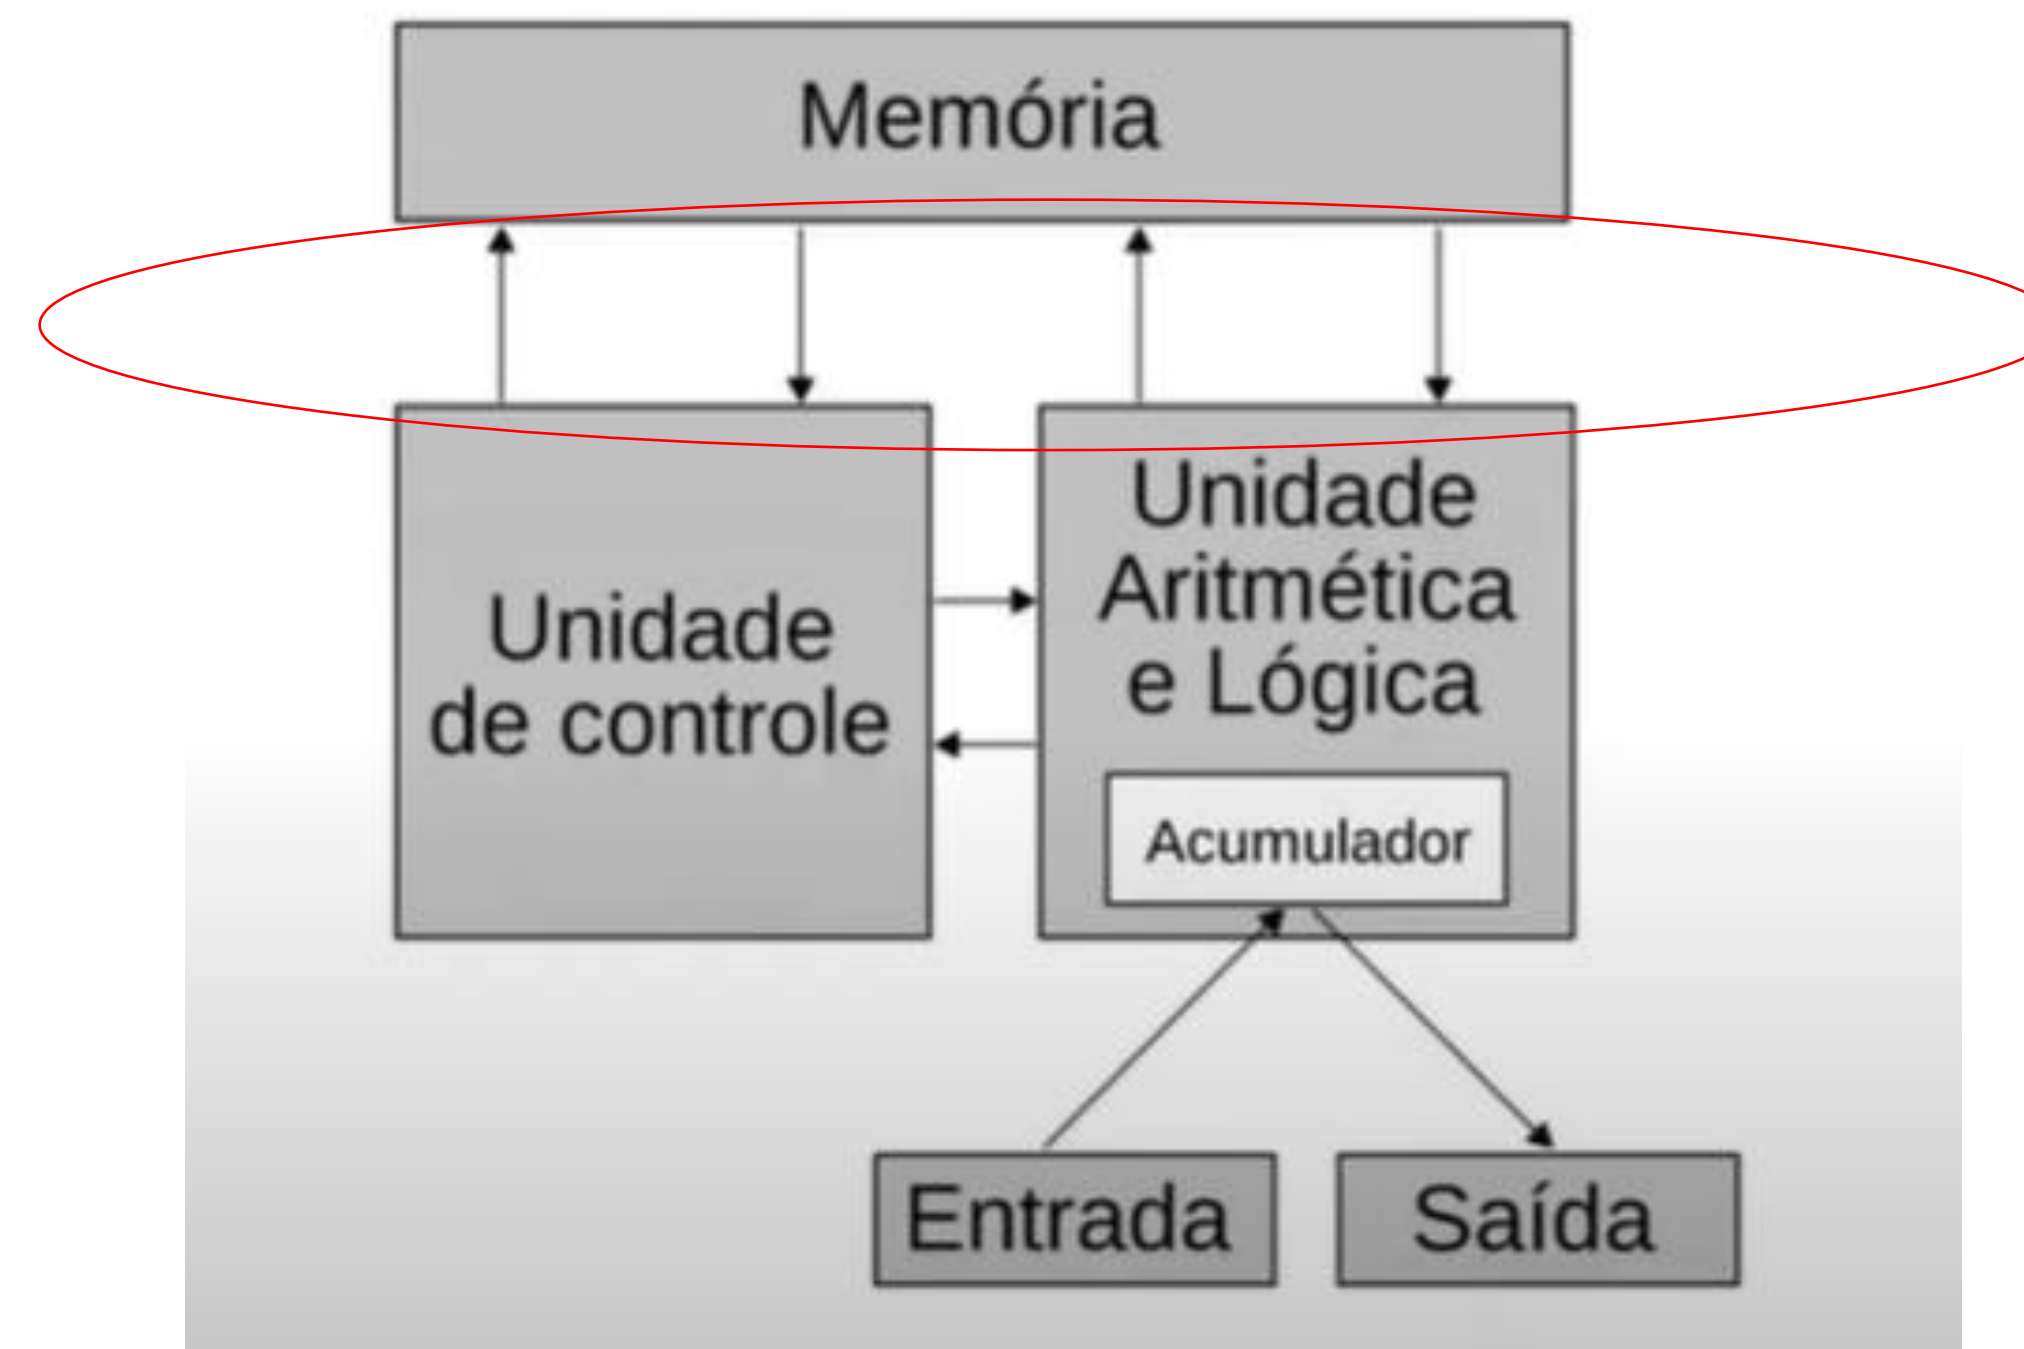 Memória
Unidade
de controle
Unidade
Aritmética
e Lógica
Acumulador
Entrada
Saída